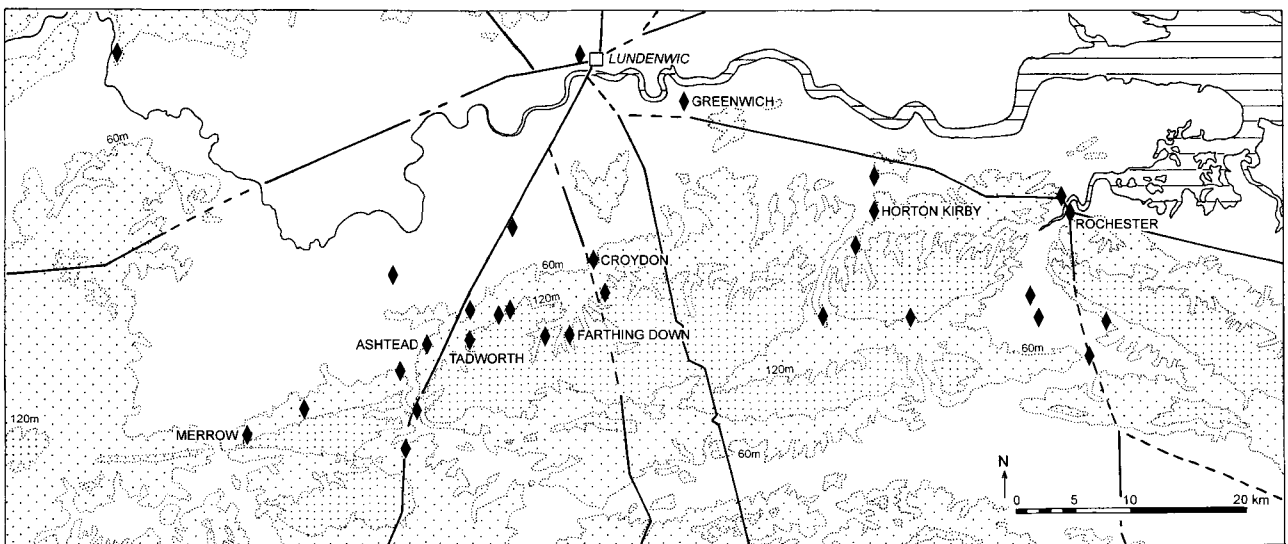 LUNDENWIC
GREENWICH
60m
HORTON KIRBY
ROCHESTER
CROYDON
60m
120m
ASHTEAD
TADWORTH
FARTHING DOWN
60m
120m
120m
MERROW
60m
N
0 5 10 20 km